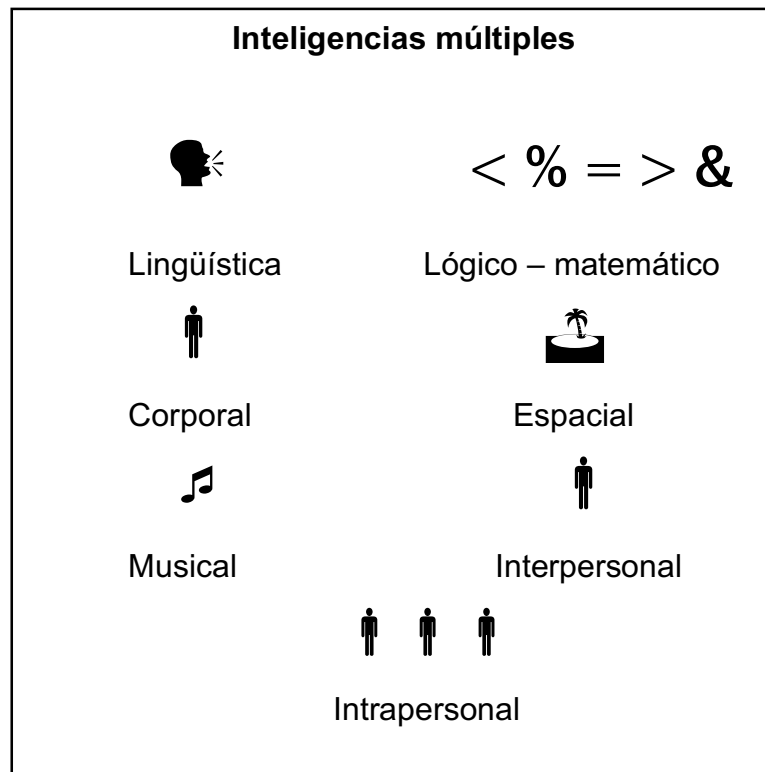 Inteligencias múltiples
< % = > &
Lingüística
Lógico – matemático
Corporal
Espacial
Musical
Interpersonal
Intrapersonal